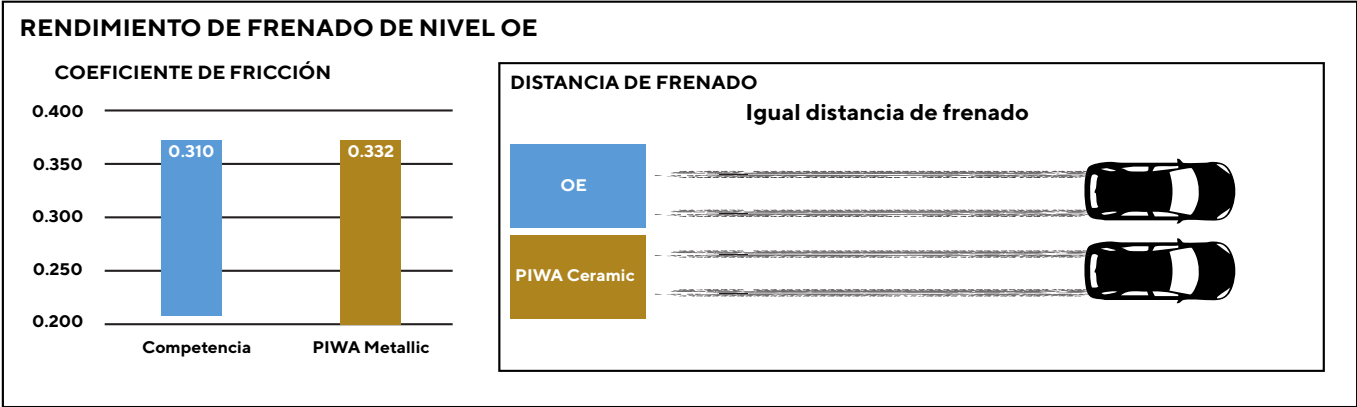 RENDIMIENTO DE FRENADO DE NIVEL OE
COEFICIENTE DE FRICCIÓN
0.400
0.350
0.300
0.250
0.200
0.310
0.332
Competencia
PIWA Metallic
DISTANCIA DE FRENADO
Igual distancia de frenado
OE
PIWA Ceramic